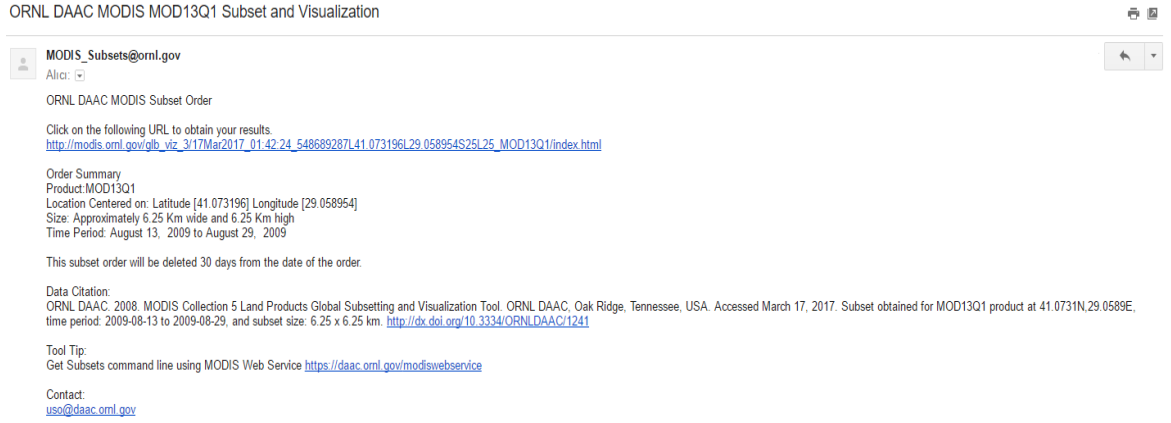 ORNL DAAC MODIS MOD13Q1 Subset and Visualization
MODIS_Subsets@ornl.gov
Alıcı:
ORNL DAAC MODIS Subset Order
Click on the following URL to obtain your results.
http://modis.ornl.gov/glb_viz_3/17Mar2017_01:42:24_548689287L41.073196L29.058954S25L25_MOD13Q1/index.html
Order Summary
Product:MOD13Q1
Location Centered on: Latitude [41.073196] Longitude [29.058954]
Size: Approximately 6.25 Km wide and 6.25 Km high
Time Period: August 13, 2009 to August 29, 2009
This subset order will be deleted 30 days from the date of the order.
Data Citation:
ORNL DAAC. 2008. MODIS Collection 5 Land Products Global Subsetting and Visualization Tool. ORNL DAAC, Oak Ridge, Tennessee, USA. Accessed March 17, 2017. Subset obtained for MOD13Q1 product at 41.0731N,29.0589E,
time period: 2009-08-13 to 2009-08-29, and subset size: 6.25 x 6.25 km. http://dx.doi.org/10.3334/ORNLDAAC/1241
Tool Tip:
Get Subsets command line using MODIS Web Service https://daac.ornl.gov/modiswebservice
Contact:
uso@daac.ornl.gov